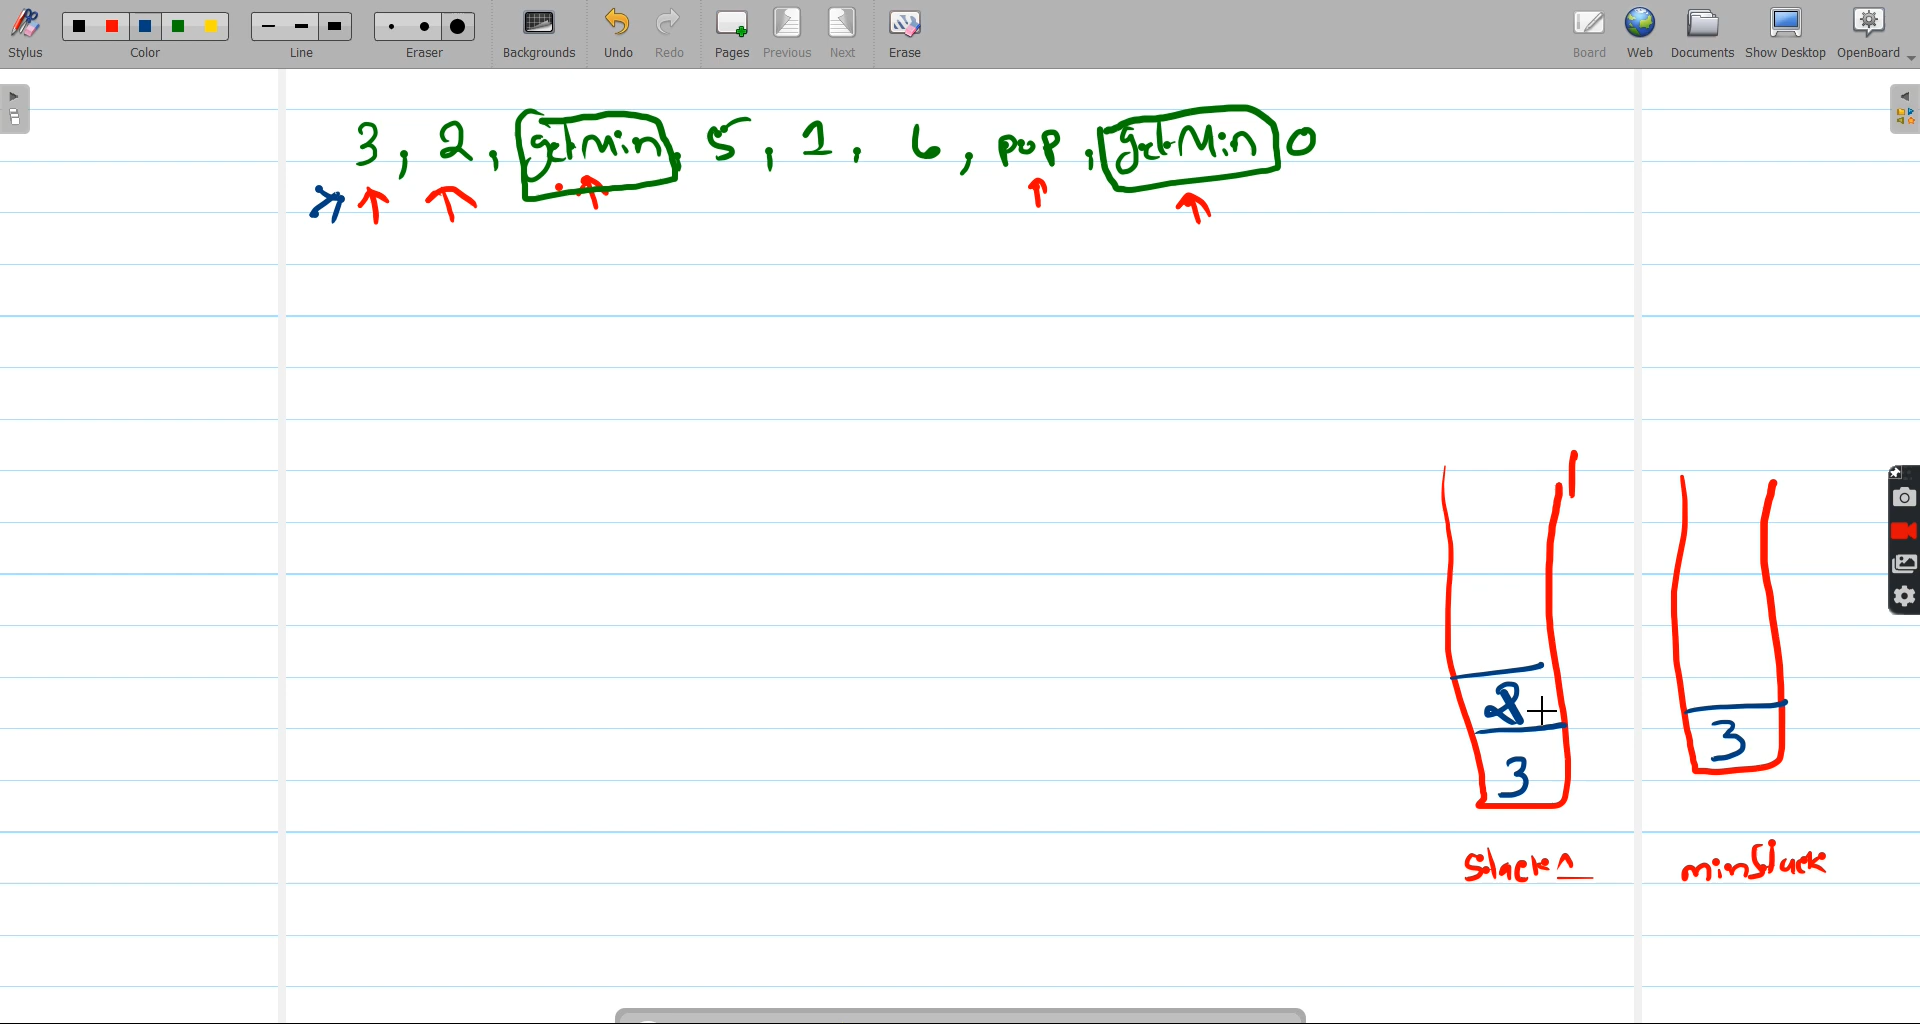 Stylus Color Line Eraser Backgrounds Undo Redo Pages Previous Next Erase Board Web Documents Show Desktop OpenBoard
3, 2, getMin, 5, 1, 6, pop, getMin 0
3
3
Stack minStack